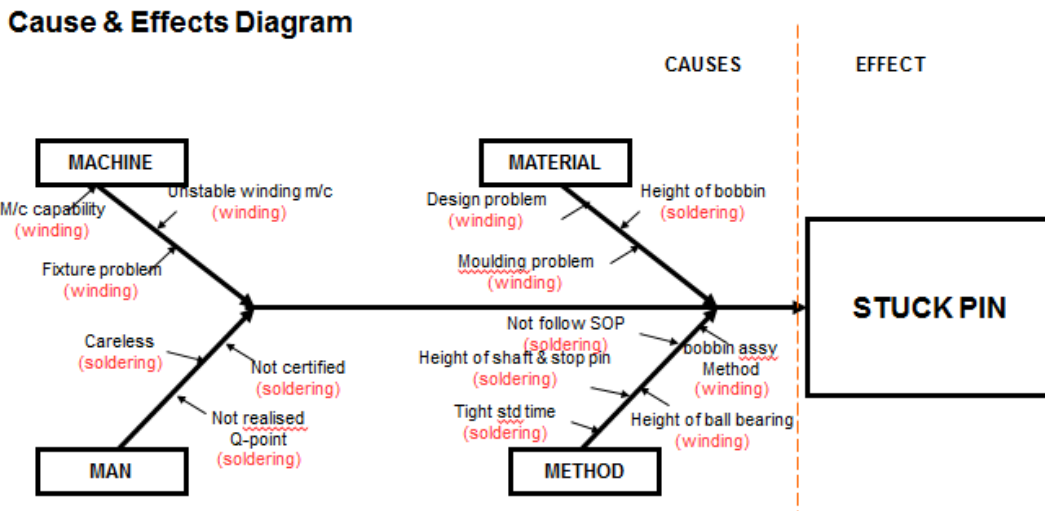 Cause & Effects Diagram
CAUSES
EFFECT
MACHINE
M/c capability
(winding)
Unstable winding m/c
(winding)
Fixture problem
(winding)
MATERIAL
Design problem
(winding)
Height of bobbin
(soldering)
Moulding problem
(winding)
STUCK PIN
Careless
(soldering)
Not certified
(soldering)
Not realised
Q-point
(soldering)
MAN
Not follow SOP
(soldering)
Height of shaft & stop pin
(soldering)
Tight std time
(soldering)
bobbin assy
Method
(winding)
Height of ball bearing
(winding)
METHOD